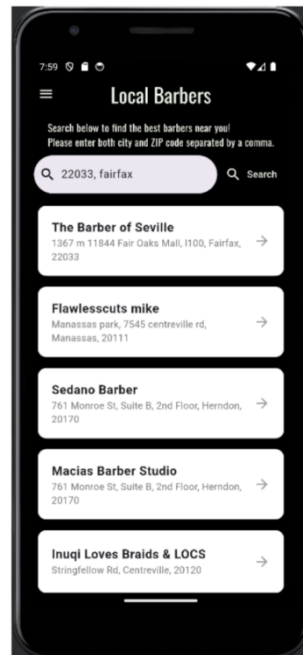 7:59
Local Barbers
Search below to find the best barbers near you!
Please enter both city and ZIP code separated by a comma.
22033, fairfax
Search
The Barber of Seville
1367 m 11844 Fair Oaks Mall, I100, Fairfax,
22033
Flawlesscuts mike
Manassas park, 7545 centreville rd,
Manassas, 20111
Sedano Barber
761 Monroe St, Suite B, 2nd Floor, Herndon,
20170
Macias Barber Studio
761 Monroe St, Suite B, 2nd Floor, Herndon,
20170
Inuqi Loves Braids & LOCS
Stringfellow Rd, Centreville, 20120